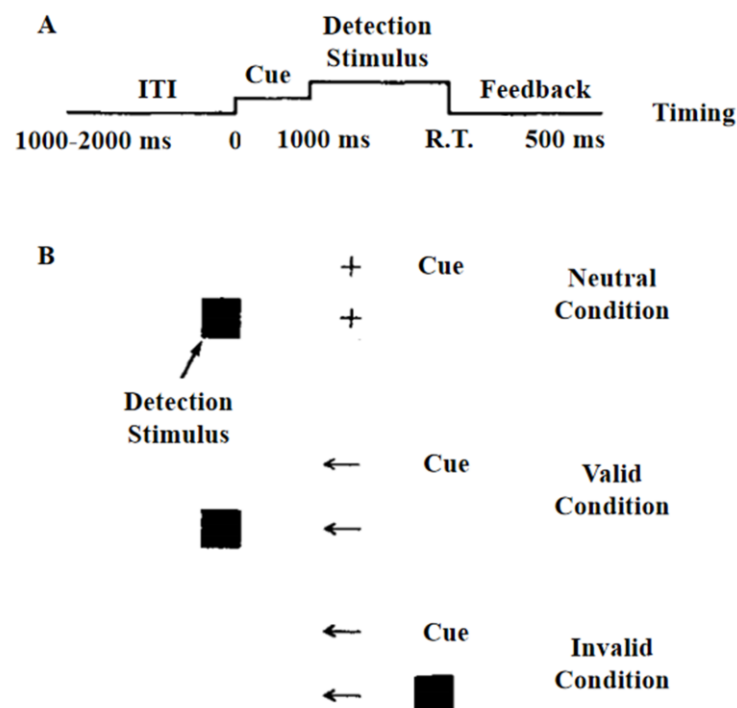 A
Detection
Stimulus
ITI Cue Feedback Timing
1000-2000 ms 0 1000 ms R.T. 500 ms
B
+ Cue Neutral
+ Condition
Detection
Stimulus
← Cue Valid
← Condition
← Cue Invalid
← Condition